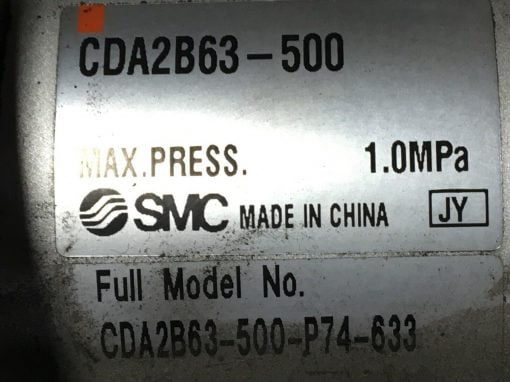 CDA2B63-500
MAX.PRESS. 1.0MPa
SMC MADE IN CHINA JY
Full Model No.
CDA2B63-500-P74-633